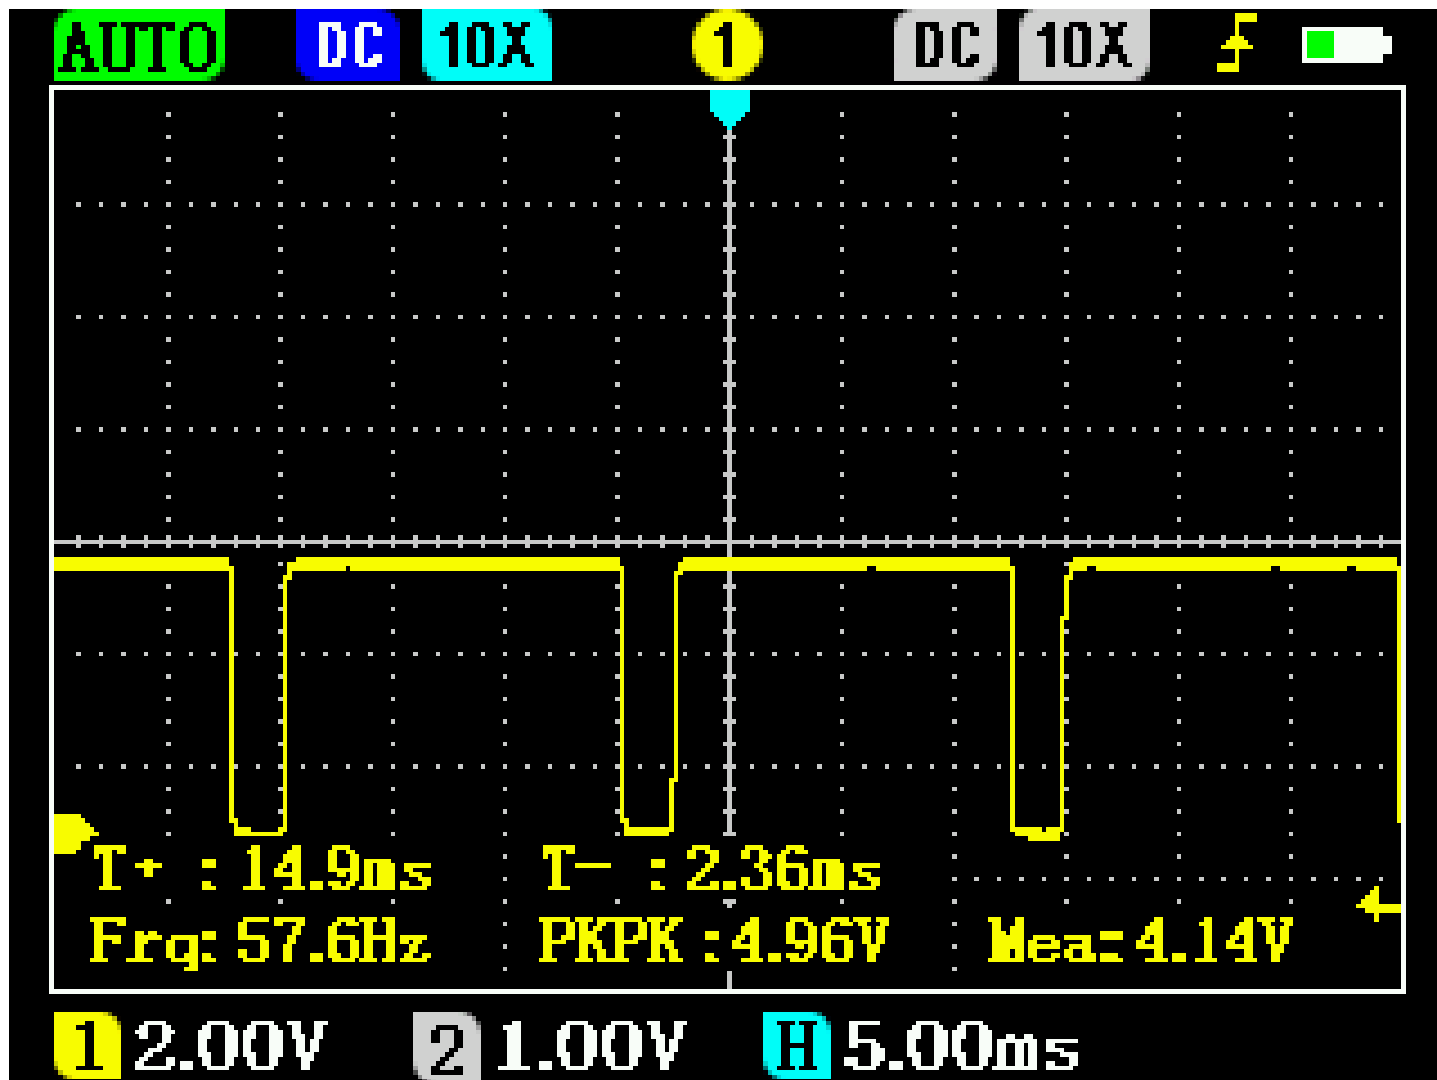 AUTO DC 10X 1 DC 10X
T+ :14.9ms T- :2.36ms
Frq:57.6Hz PKPK :4.96V Mea:4.14V
1 2.00V 2 1.00V H 5.00ms